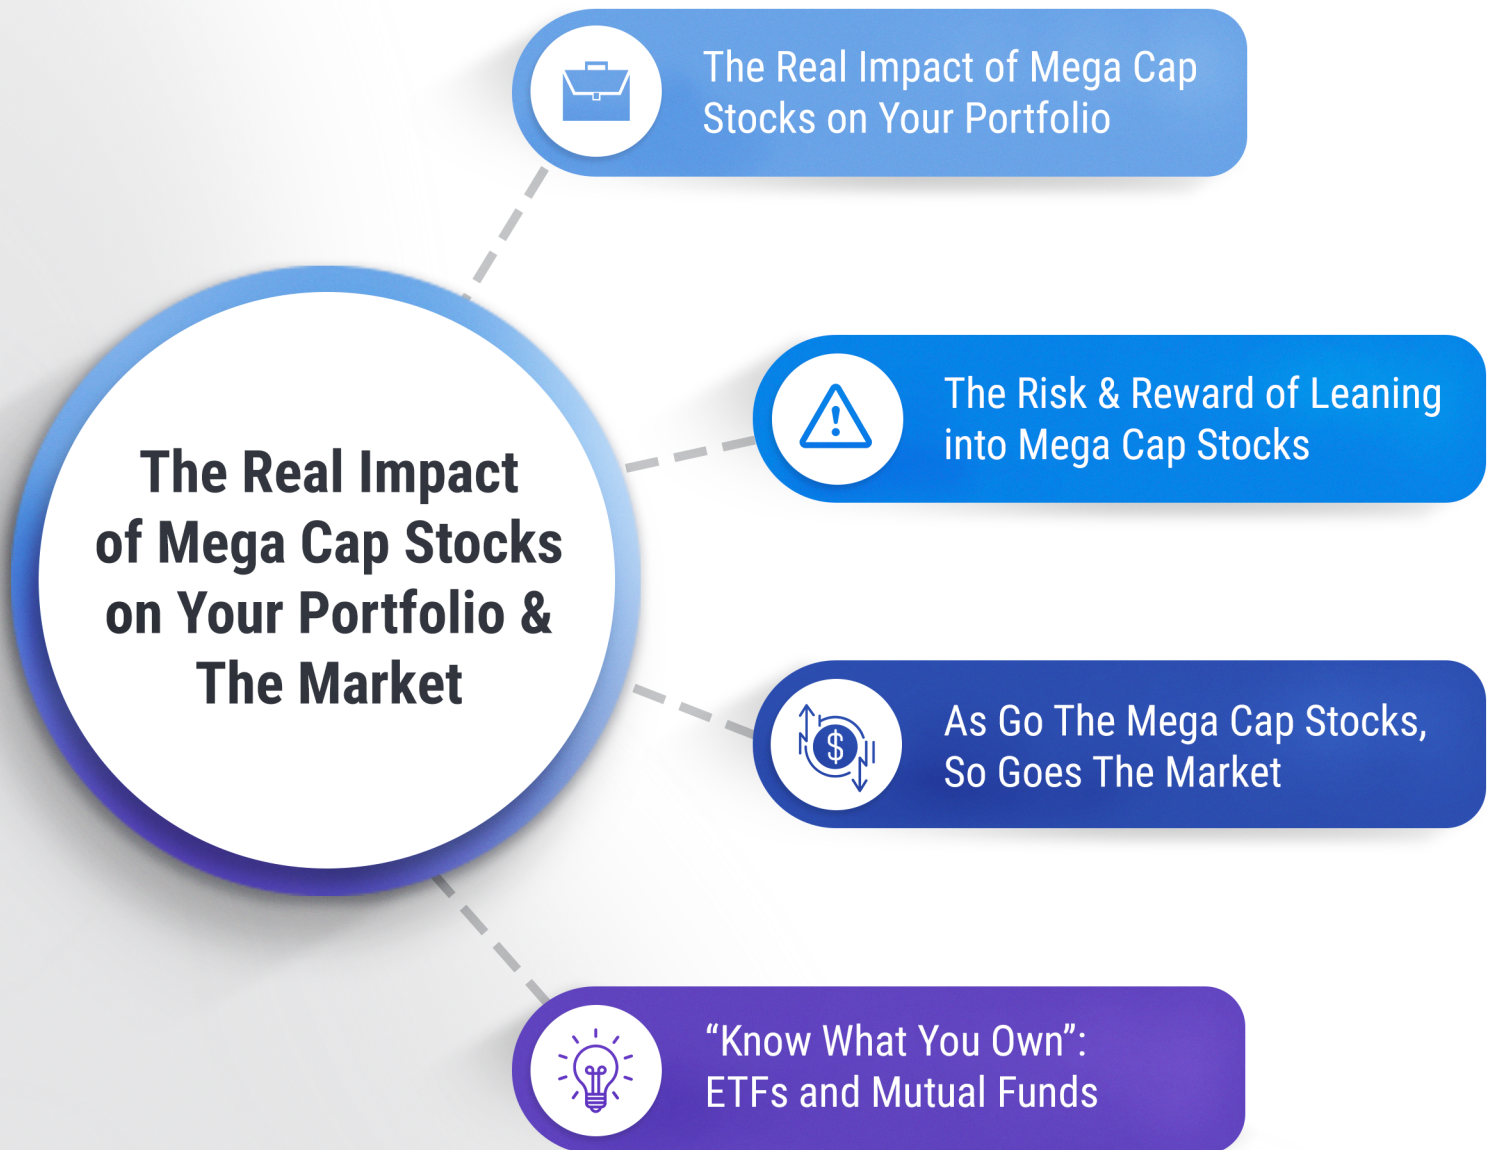 The Real Impact of Mega Cap
Stocks on Your Portfolio
The Real Impact
of Mega Cap Stocks
on Your Portfolio &
The Market
The Risk & Reward of Leaning
into Mega Cap Stocks
$
As Go The Mega Cap Stocks,
So Goes The Market
“Know What You Own”:
ETFs and Mutual Funds